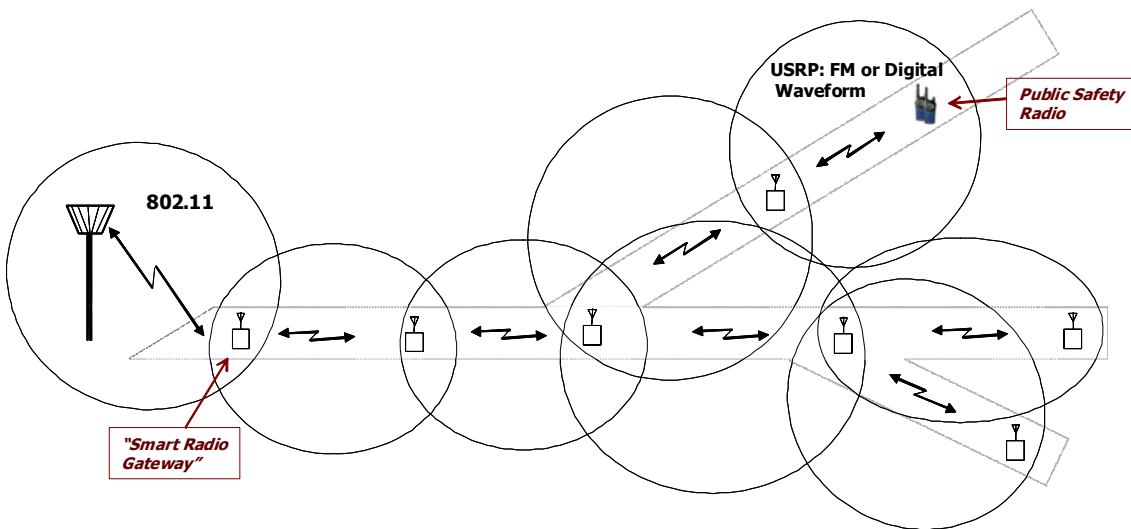 USRP: FM or Digital
Waveform
Public Safety
Radio
802.11
"Smart Radio
Gateway"